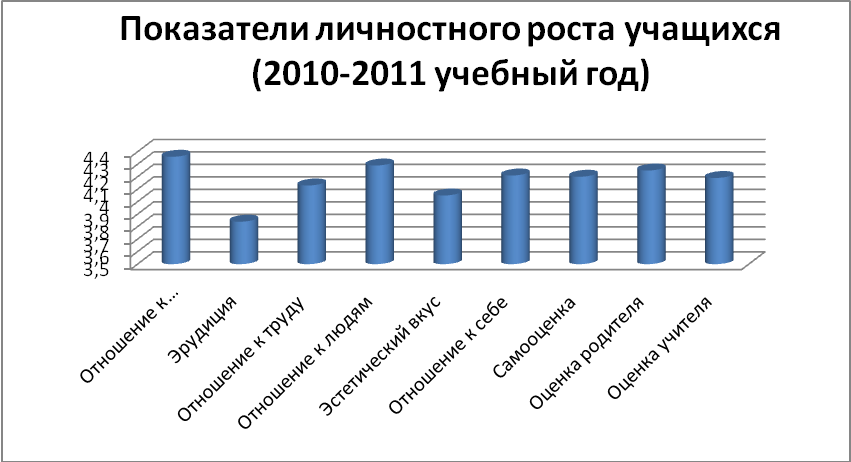 Показатели личностного роста учащихся
(2010-2011 учебный год)
4,4
4,3
4,2
4,1
4
3,9
3,8
3,7
3,6
3,5
Отношение к...
Эрудиция
Отношение к труду
Отношение к людям
Эстетический вкус
Отношение к себе
Самооценка
Оценка родителя
Оценка учителя